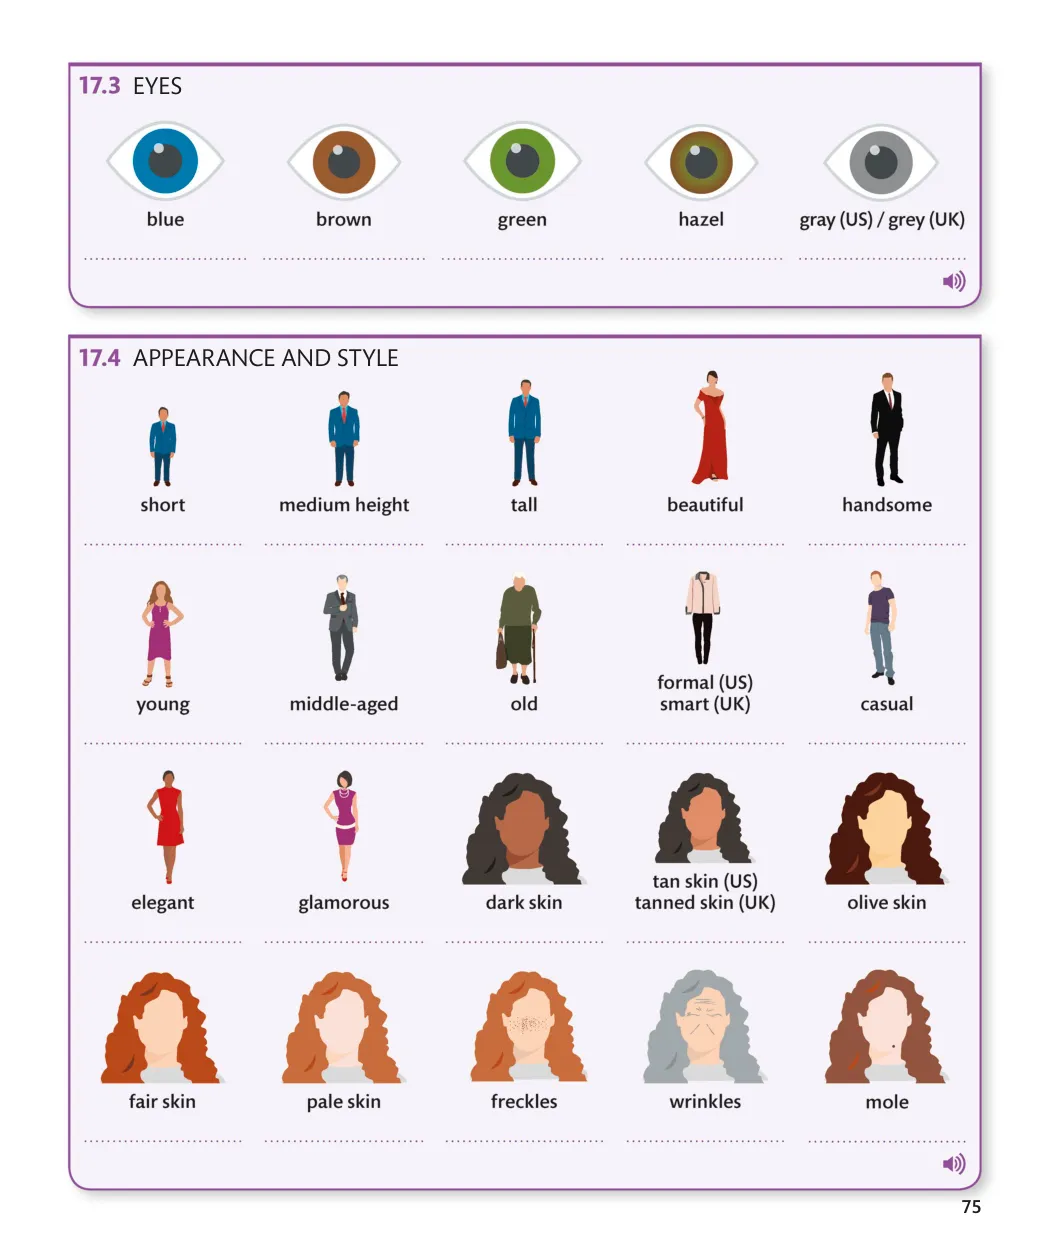 17.3 EYES
blue
brown
green
hazel
gray (US) / grey (UK)
17.4 APPEARANCE AND STYLE
short
medium height
tall
beautiful
handsome
young
middle-aged
old
formal (US)
smart (UK)
casual
elegant
glamorous
dark skin
tan skin (US)
tanned skin (UK)
olive skin
fair skin
pale skin
freckles
wrinkles
mole
75